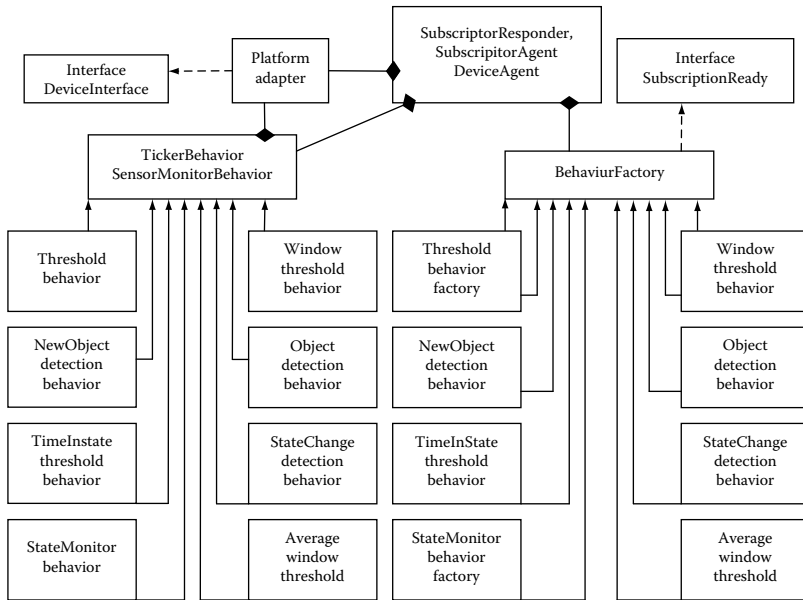 Interface
DeviceInterface
Platform
adapter
SubscriptorResponder,
SubscripitorAgent
DeviceAgent
Interface
SubscriptionReady
TickerBehavior
SensorMonitorBehavior
BehaviurFactory
Threshold
behavior
Window
threshold
behavior
Threshold
behavior
factory
Window
threshold
behavior
NewObject
detection
behavior
Object
detection
behavior
NewObject
detection
behavior
Object
detection
behavior
TimeInstate
threshold
behavior
StateChange
detection
behavior
TimeInState
threshold
behavior
StateChange
detection
behavior
StateMonitor
behavior
Average
window
threshold
StateMonitor
behavior
factory
Average
window
threshold